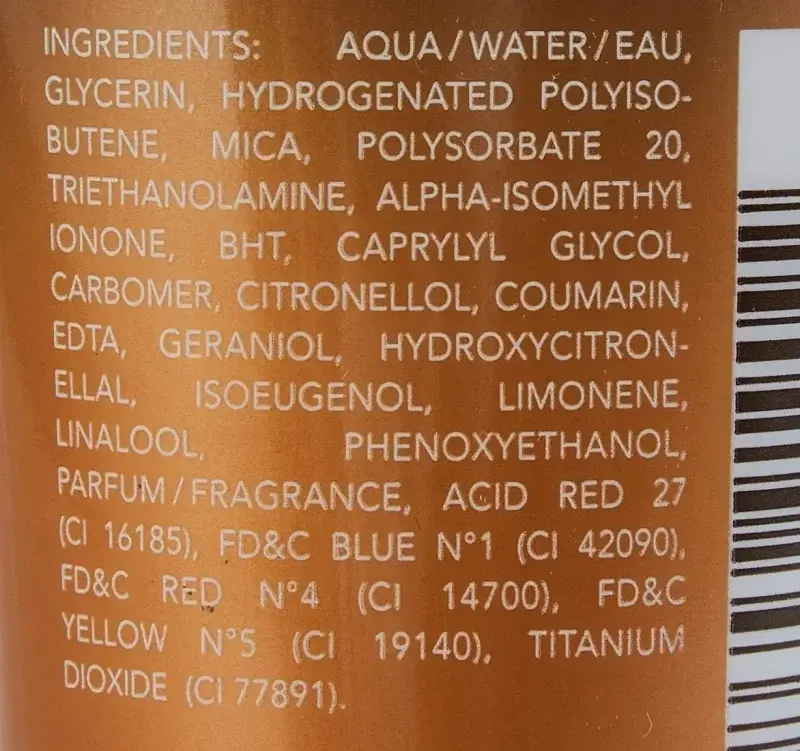 INGREDIENTS: AQUA/WATER/EAU,
GLYCERIN, HYDROGENATED POLYISO-
BUTENE, MICA, POLYSORBATE 20,
TRIETHANOLAMINE, ALPHA-ISOMETHYL
IONONE, BHT, CAPRYLYL GLYCOL,
CARBOMER, CITRONELLOL, COUMARIN,
EDTA, GERANIOL, HYDROXYCITRON-
ELLAL, ISOEUGENOL, LIMONENE,
LINALOOL, PHENOXYETHANOL,
PARFUM/FRAGRANCE, ACID RED 27
(CI 16185), FD&C BLUE N°1 (CI 42090),
FD&C RED N°4 (CI 14700), FD&C
YELLOW N°5 (CI 19140), TITANIUM
DIOXIDE (CI 77891).